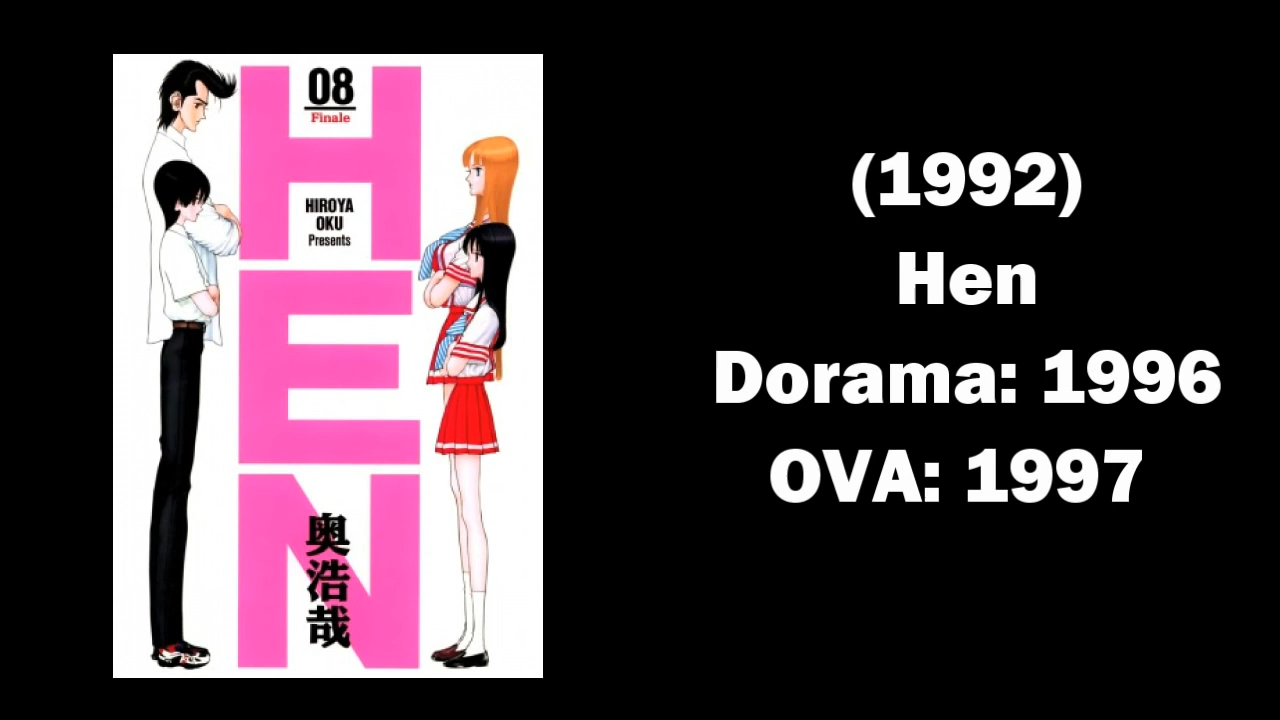 08
Finale
HEN
HIROYA
OKU
Presents
奥浩哉
(1992)
Hen
Dorama: 1996
OVA: 1997